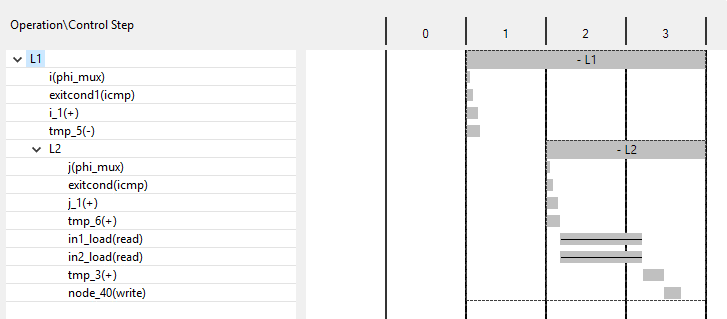 Operation\Control Step
0 1 2 3
L1 - L1
i(phi_mux)
exitcond1(icmp)
i_1(+)
tmp_5(-)
L2 - L2
j(phi_mux)
exitcond(icmp)
j_1(+)
tmp_6(+)
in1_load(read)
in2_load(read)
tmp_3(+)
node_40(write)